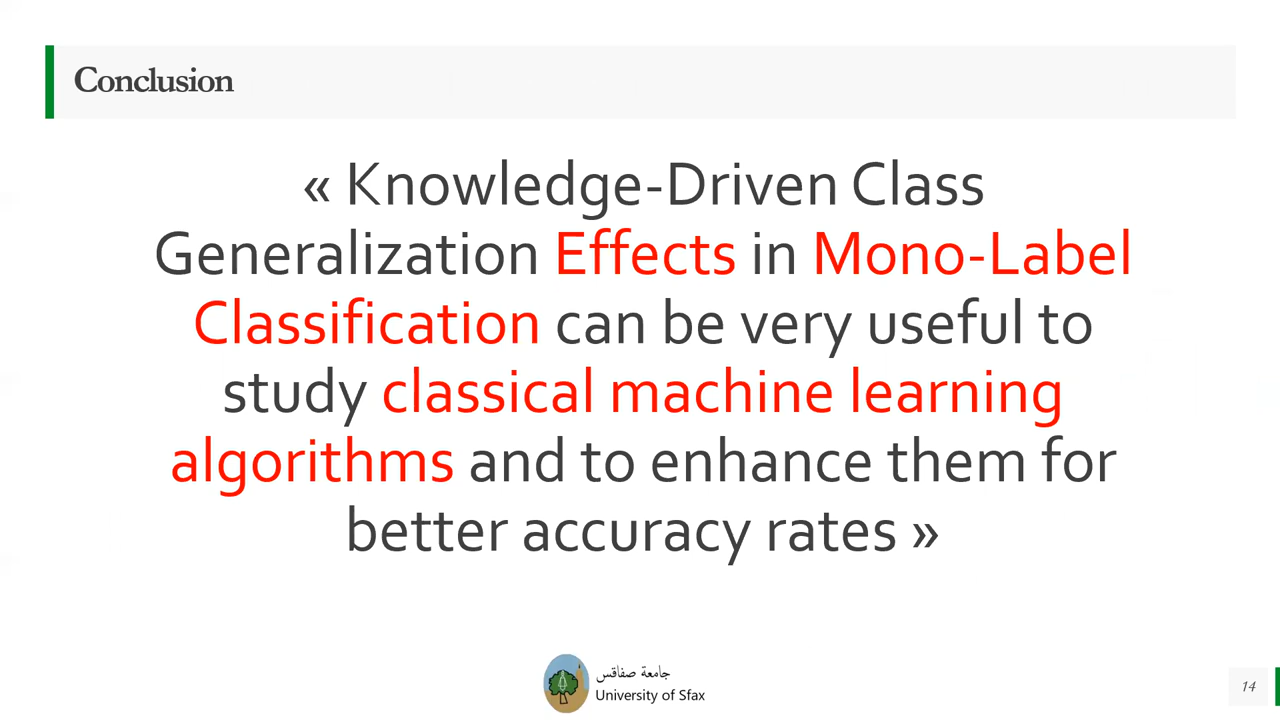 Conclusion
« Knowledge-Driven Class
Generalization Effects in Mono-Label
Classification can be very useful to
study classical machine learning
algorithms and to enhance them for
better accuracy rates »
جامعة صفاقس
University of Sfax
14